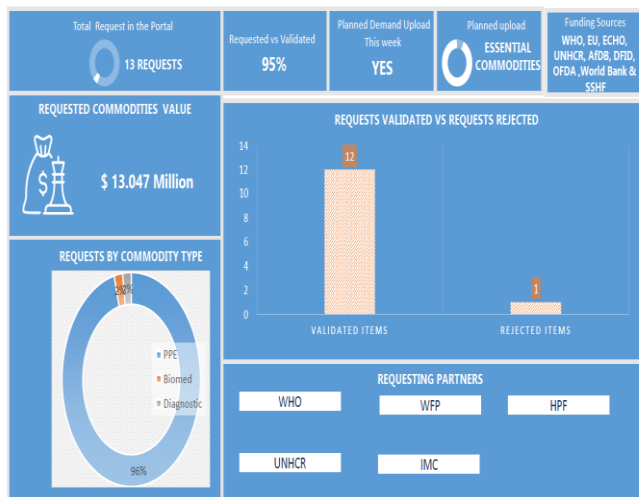 Total Request in the Portal
13 REQUESTS
Requested vs Validated
95%
Planned Demand Upload
This week
YES
Planned upload
ESSENTIAL
COMMODITIES
Funding Sources
WHO, EU, ECHO,
UNHCR, AfDB, DFID,
OFDA ,World Bank &
SSHF
REQUESTED COMMODITIES VALUE
$
$ 13.047 Million
REQUESTS VALIDATED VS REQUESTS REJECTED
14
12
10
8
6
4
2
0
12
1
VALIDATED ITEMS
REJECTED ITEMS
REQUESTS BY COMMODITY TYPE
2%
2%
PPE
Biomed
Diagnostic
96%
REQUESTING PARTNERS
WHO
WFP
HPF
UNHCR
IMC